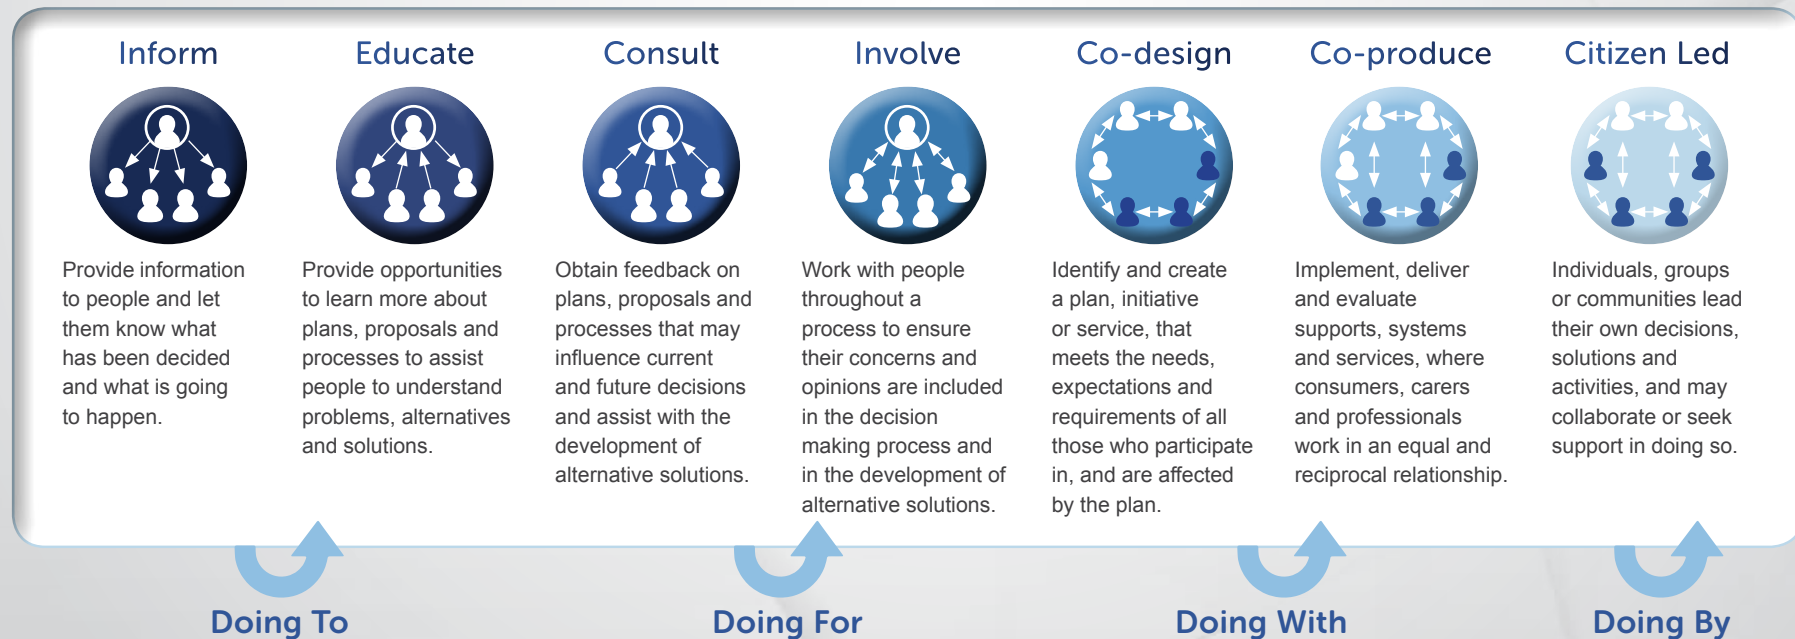 Inform
Provide information
to people and let
them know what
has been decided
and what is going
to happen.
Educate
Provide opportunities
to learn more about
plans, proposals and
processes to assist
people to understand
problems, alternatives
and solutions.
Consult
Obtain feedback on
plans, proposals and
processes that may
influence current
and future decisions
and assist with the
development of
alternative solutions.
Involve
Work with people
throughout a
process to ensure
their concerns and
opinions are included
in the decision
making process and
in the development of
alternative solutions.
Co-design
Identify and create
a plan, initiative
or service, that
meets the needs,
expectations and
requirements of all
those who participate
in, and are affected
by the plan.
Co-produce
Implement, deliver
and evaluate
supports, systems
and services, where
consumers, carers
and professionals
work in an equal and
reciprocal relationship.
Citizen Led
Individuals, groups
or communities lead
their own decisions,
solutions and
activities, and may
collaborate or seek
support in doing so.
Doing To
Doing For
Doing With
Doing By